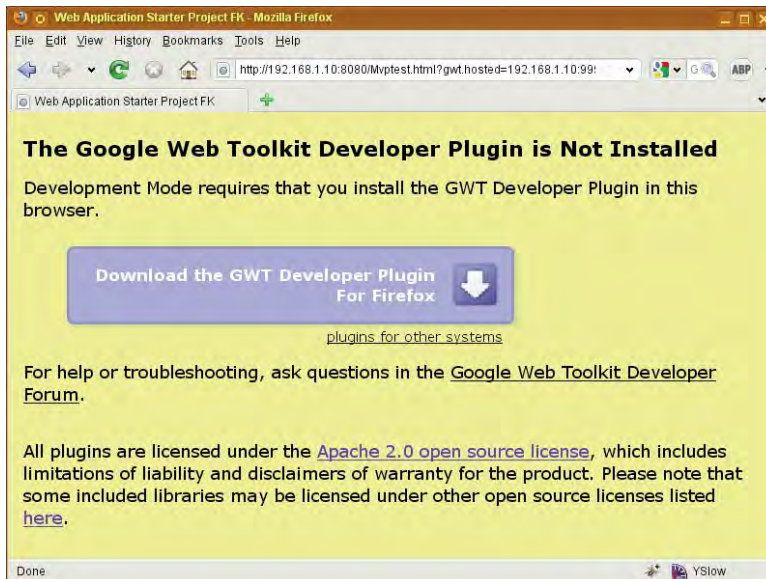 Web Application Starter Project FK - Mozilla Firefox
File Edit View History Bookmarks Tools Help
http://192.168.1.10:8080/Mvptest.html?gwt.hosted=192.168.1.10:99
G
ABP
Web Application Starter Project FK
The Google Web Toolkit Developer Plugin is Not Installed
Development Mode requires that you install the GWT Developer Plugin in this
browser.
Download the GWT Developer Plugin
For Firefox
plugins for other systems
For help or troubleshooting, ask questions in the Google Web Toolkit Developer
Forum.
All plugins are licensed under the Apache 2.0 open source license, which includes
limitations of liability and disclaimers of warranty for the product. Please note that
some included libraries may be licensed under other open source licenses listed
here.
Done
YSlow